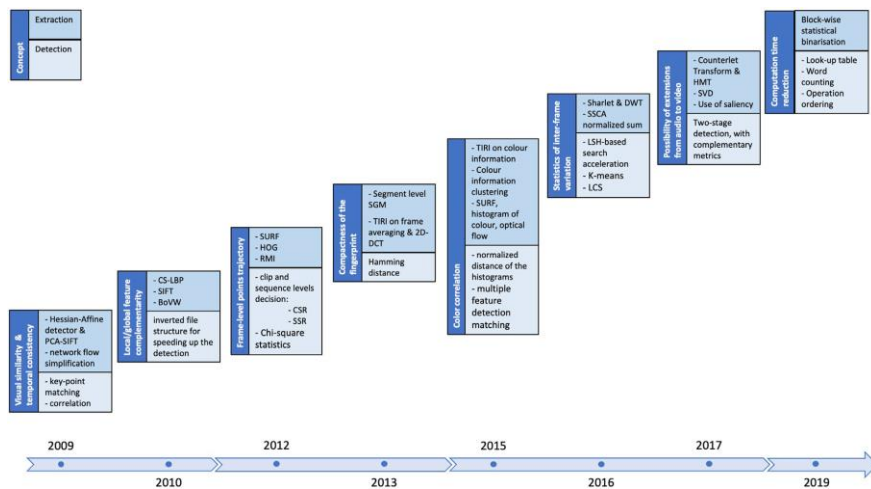 Concept
Extraction
Detection
Visual similarity &
temporal consistency
- Hessian-Affine
detector &
PCA-SIFT
- network flow
simplification
- key-point
matching
- correlation
Local/global feature
complementarity
- CS-LBP
- SIFT
- BoVW
inverted file
structure for
speeding up the
detection
Frame-level points trajectory
- SURF
- HOG
- RMI
- clip and
sequence levels
decision:
- CSR
- SSR
- Chi-square
statistics
Compactness of the
fingerprint
- Segment level
SGM
- TIRI on frame
averaging & 2D-
DCT
Hamming
distance
Color correlation
- TIRI on colour
information
- Colour
information
clustering
- SURF,
histogram of
colour, optical
flow
- normalized
distance of the
histograms
- multiple
feature
detection
matching
Statistics of inter-frame
variation
- Sharlet & DWT
- SSCA
normalized sum
- LSH-based
search
acceleration
- K-means
- LCS
Possibility of extensions
from audio to video
- Counterlet
Transform &
HMT
- SVD
- Use of saliency
Two-stage
detection, with
complementary
metrics
Computation time
reduction
Block-wise
statistical
binarisation
- Look-up table
- Word
counting
- Operation
ordering
2009
2010
2012
2013
2015
2016
2017
2019